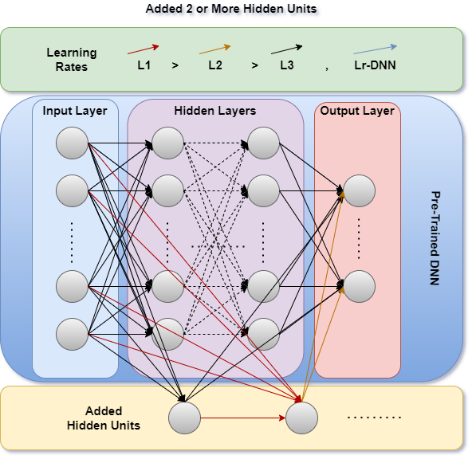 Added 2 or More Hidden Units
Learning
Rates
L1 > L2 > L3 , Lr-DNN
Input Layer
Hidden Layers
Output Layer
Pre-Trained DNN
Added
Hidden Units